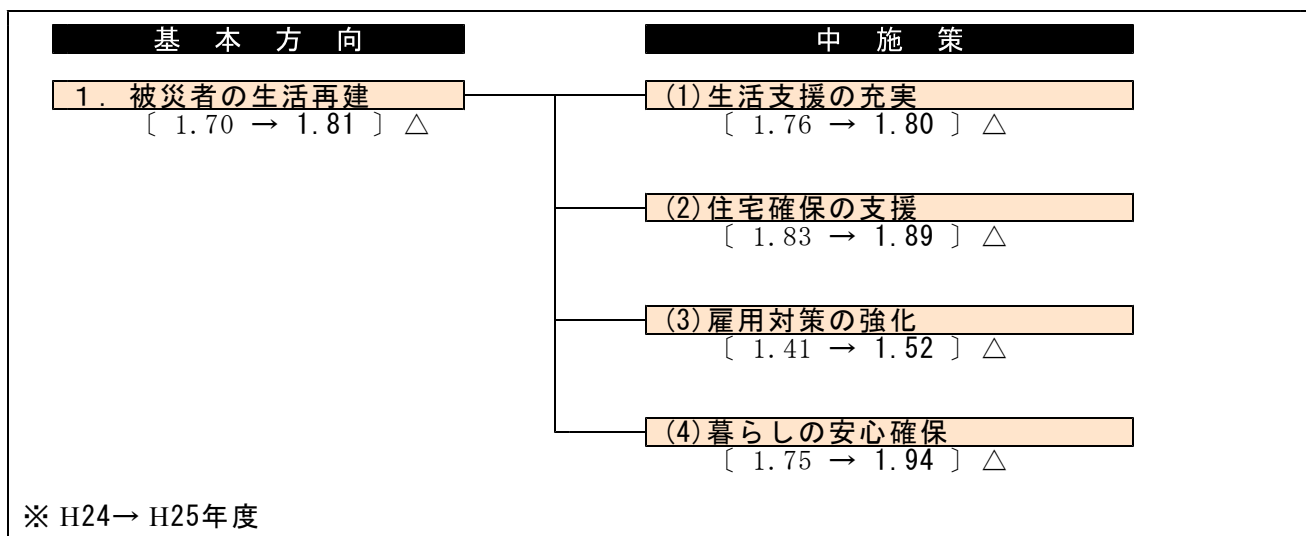 基本方向
中施策
１．被災者の生活再建
〔 1.70 → 1.81 〕 △
(1)生活支援の充実
〔 1.76 → 1.80 〕 △
(2)住宅確保の支援
〔 1.83 → 1.89 〕 △
(3)雇用対策の強化
〔 1.41 → 1.52 〕 △
(4)暮らしの安心確保
〔 1.75 → 1.94 〕 △
※ H24→ H25年度